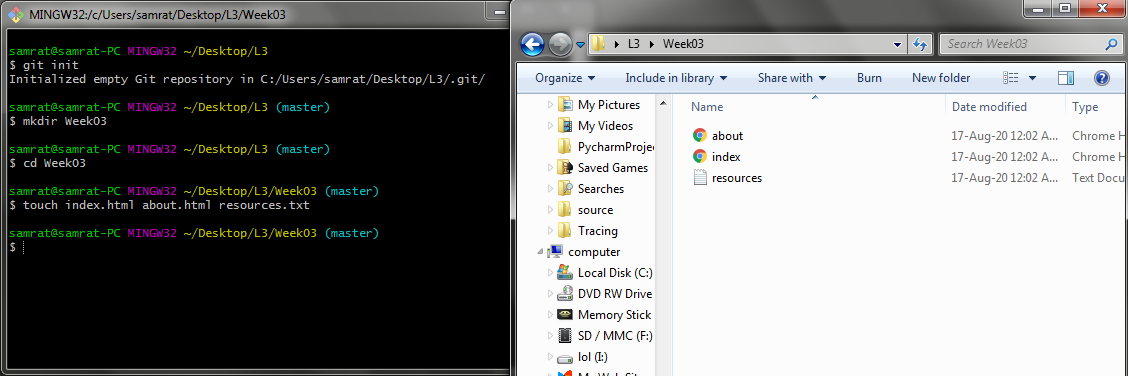 MINGW32:/c/Users/samrat/Desktop/L3/Week03
samrat@samrat-PC MINGW32 ~/Desktop/L3
$ git init
Initialized empty Git repository in C:/Users/samrat/Desktop/L3/.git/
samrat@samrat-PC MINGW32 ~/Desktop/L3 (master)
$ mkdir Week03
samrat@samrat-PC MINGW32 ~/Desktop/L3 (master)
$ cd Week03
samrat@samrat-PC MINGW32 ~/Desktop/L3/Week03 (master)
$ touch index.html about.html resources.txt
samrat@samrat-PC MINGW32 ~/Desktop/L3/Week03 (master)
$
L3 Week03 Search Week03
Organize Include in library Share with Burn New folder
My Pictures
My Videos
PycharmProje
Saved Games
Searches
source
Tracing
computer
Local Disk (C:)
DVD RW Drive
Memory Stick
SD / MMC (F:)
lol (I:)
Name Date modified Type
about 17-Aug-20 12:02 A... Chrome H
index 17-Aug-20 12:02 A... Chrome H
resources 17-Aug-20 12:02 A... Text Docu